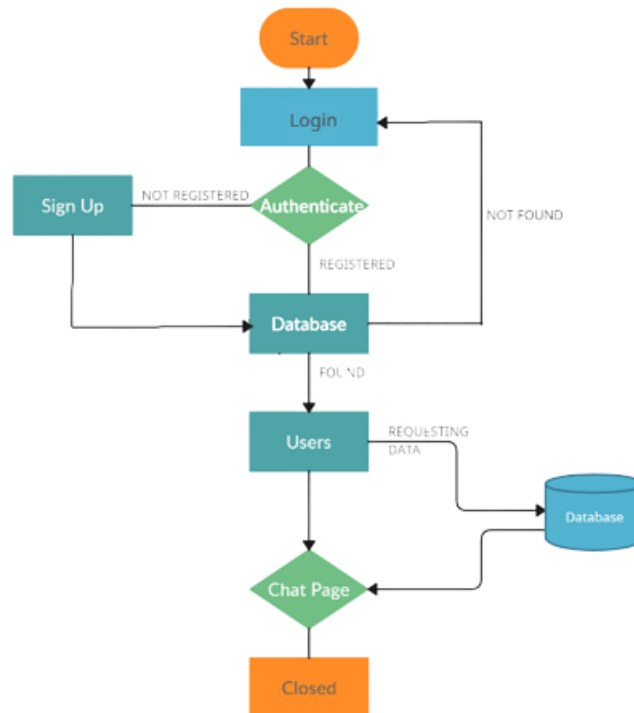 Start
Login
NOT REGISTERED
Sign Up
Authenticate
NOT FOUND
REGISTERED
Database
FOUND
Users
REQUESTING
DATA
Database
Chat Page
Closed